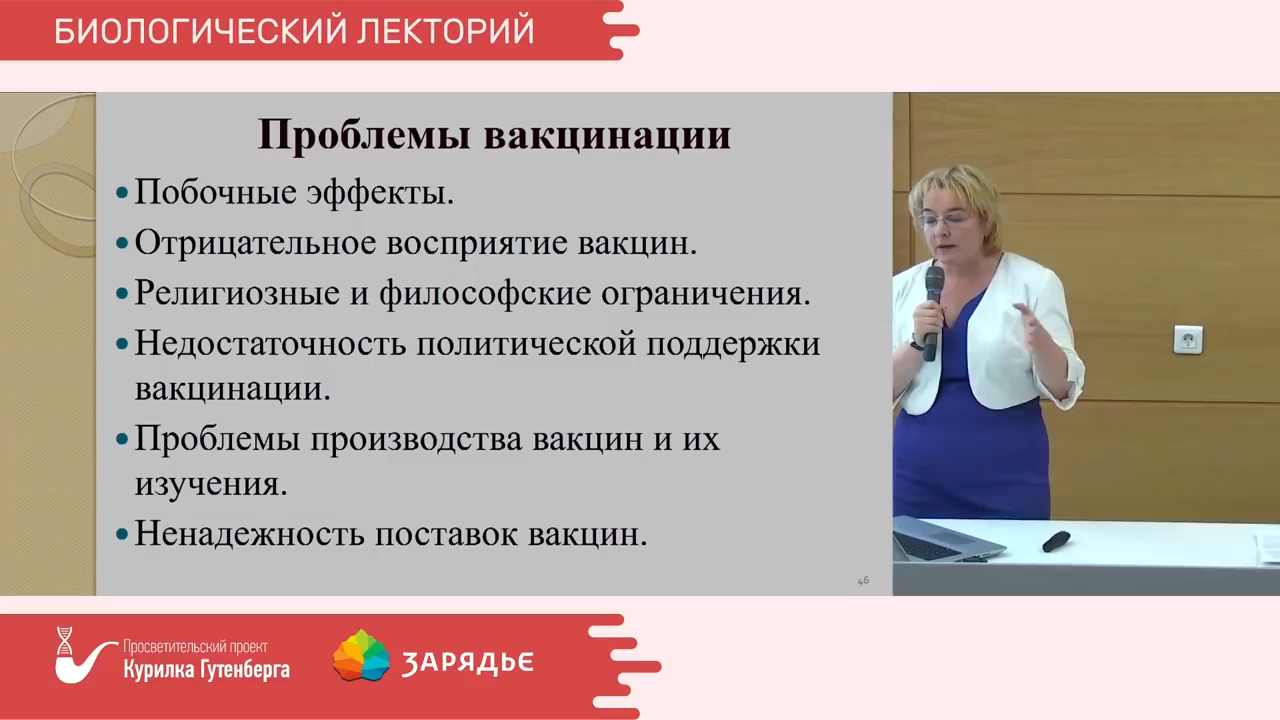 БИОЛОГИЧЕСКИЙ ЛЕКТОРИЙ
Проблемы вакцинации
•Побочные эффекты.
•Отрицательное восприятие вакцин.
•Религиозные и философские ограничения.
•Недостаточность политической поддержки
вакцинации.
•Проблемы производства вакцин и их
изучения.
•Ненадежность поставок вакцин.
46
Просветительский проект
Курилка Гутенберга
ЗАРЯДЬЕ